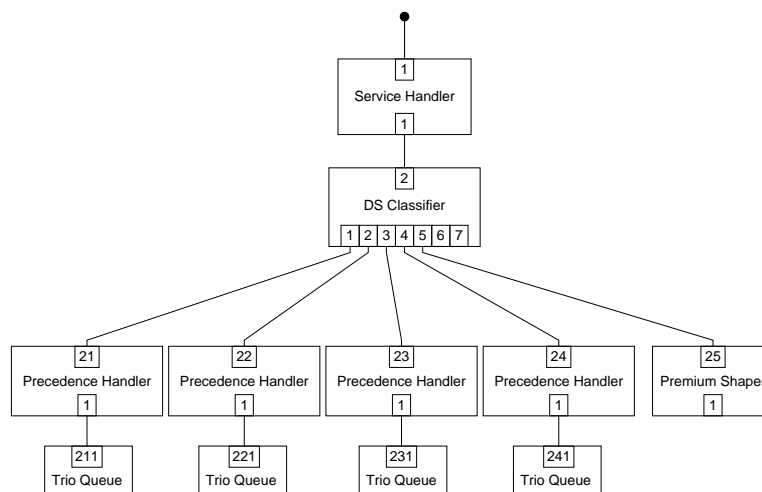 1
Service Handler
1
2
DS Classifier
1 2 3 4 5 6 7
21 22 23 24 25
Precedence Handler Precedence Handler Precedence Handler Precedence Handler Premium Shaper
1 1 1 1 1
211 221 231 241
Trio Queue Trio Queue Trio Queue Trio Queue